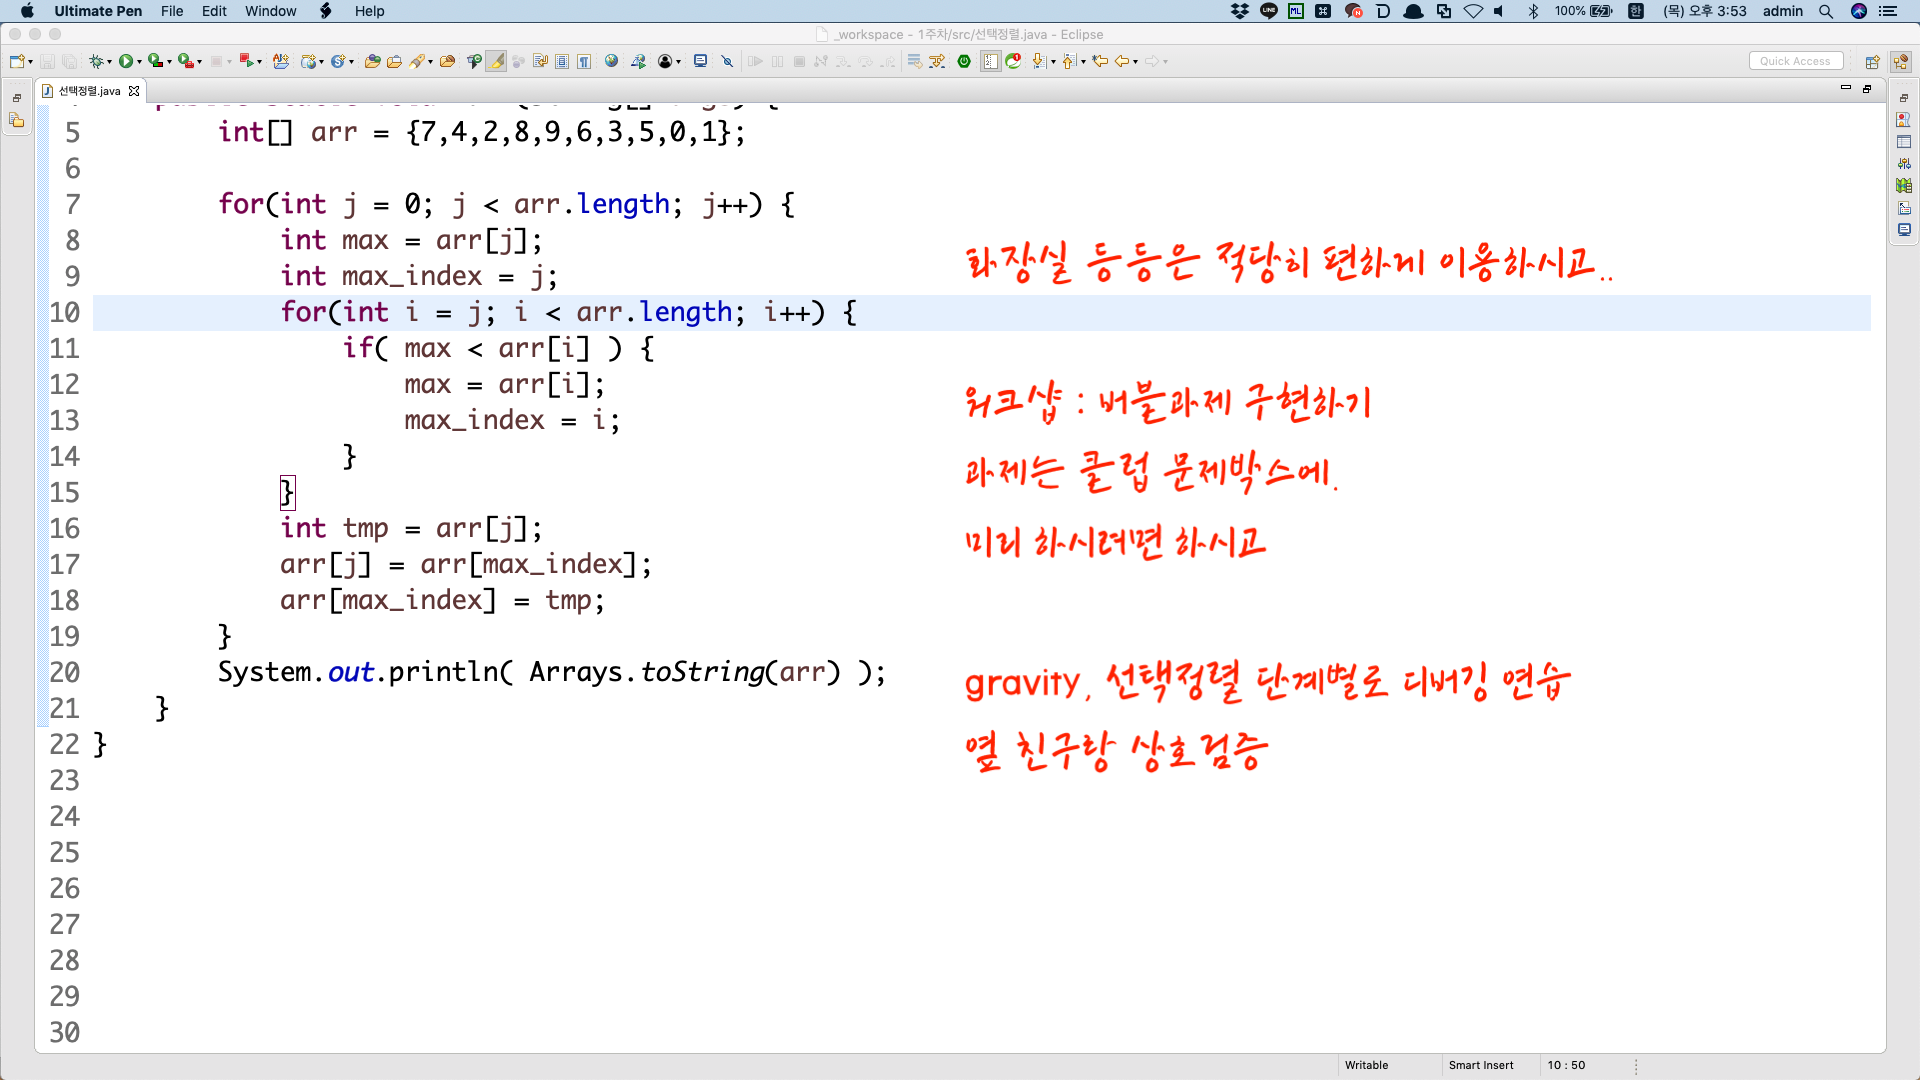 Ultimate Pen File Edit Window Help 100% 한 (목) 오후 3:53 admin
_workspace - 1주차/src/선택정렬.java - Eclipse
Quick Access
선택정렬.java
5 int[] arr = {7,4,2,8,9,6,3,5,0,1};
6
7 for(int j = 0; j < arr.length; j++) {
8 int max = arr[j];
9 int max_index = j;
10 for(int i = j; i < arr.length; i++) {
11 if( max < arr[i] ) {
12 max = arr[i];
13 max_index = i;
14 }
15 }
16 int tmp = arr[j];
17 arr[j] = arr[max_index];
18 arr[max_index] = tmp;
19 }
20 System.out.println( Arrays.toString(arr) );
21 }
22 }
23
24
25
26
27
28
29
30
화장실 등등은 적당히 편하게 이용하시고..
워크샵 : 버블과제 구현하기
과제는 클럽 문제박스에.
미리 하시려면 하시고
gravity, 선택정렬 단계별로 디버깅 연습
옆 친구랑 상호검증
Writable Smart Insert 10 : 50